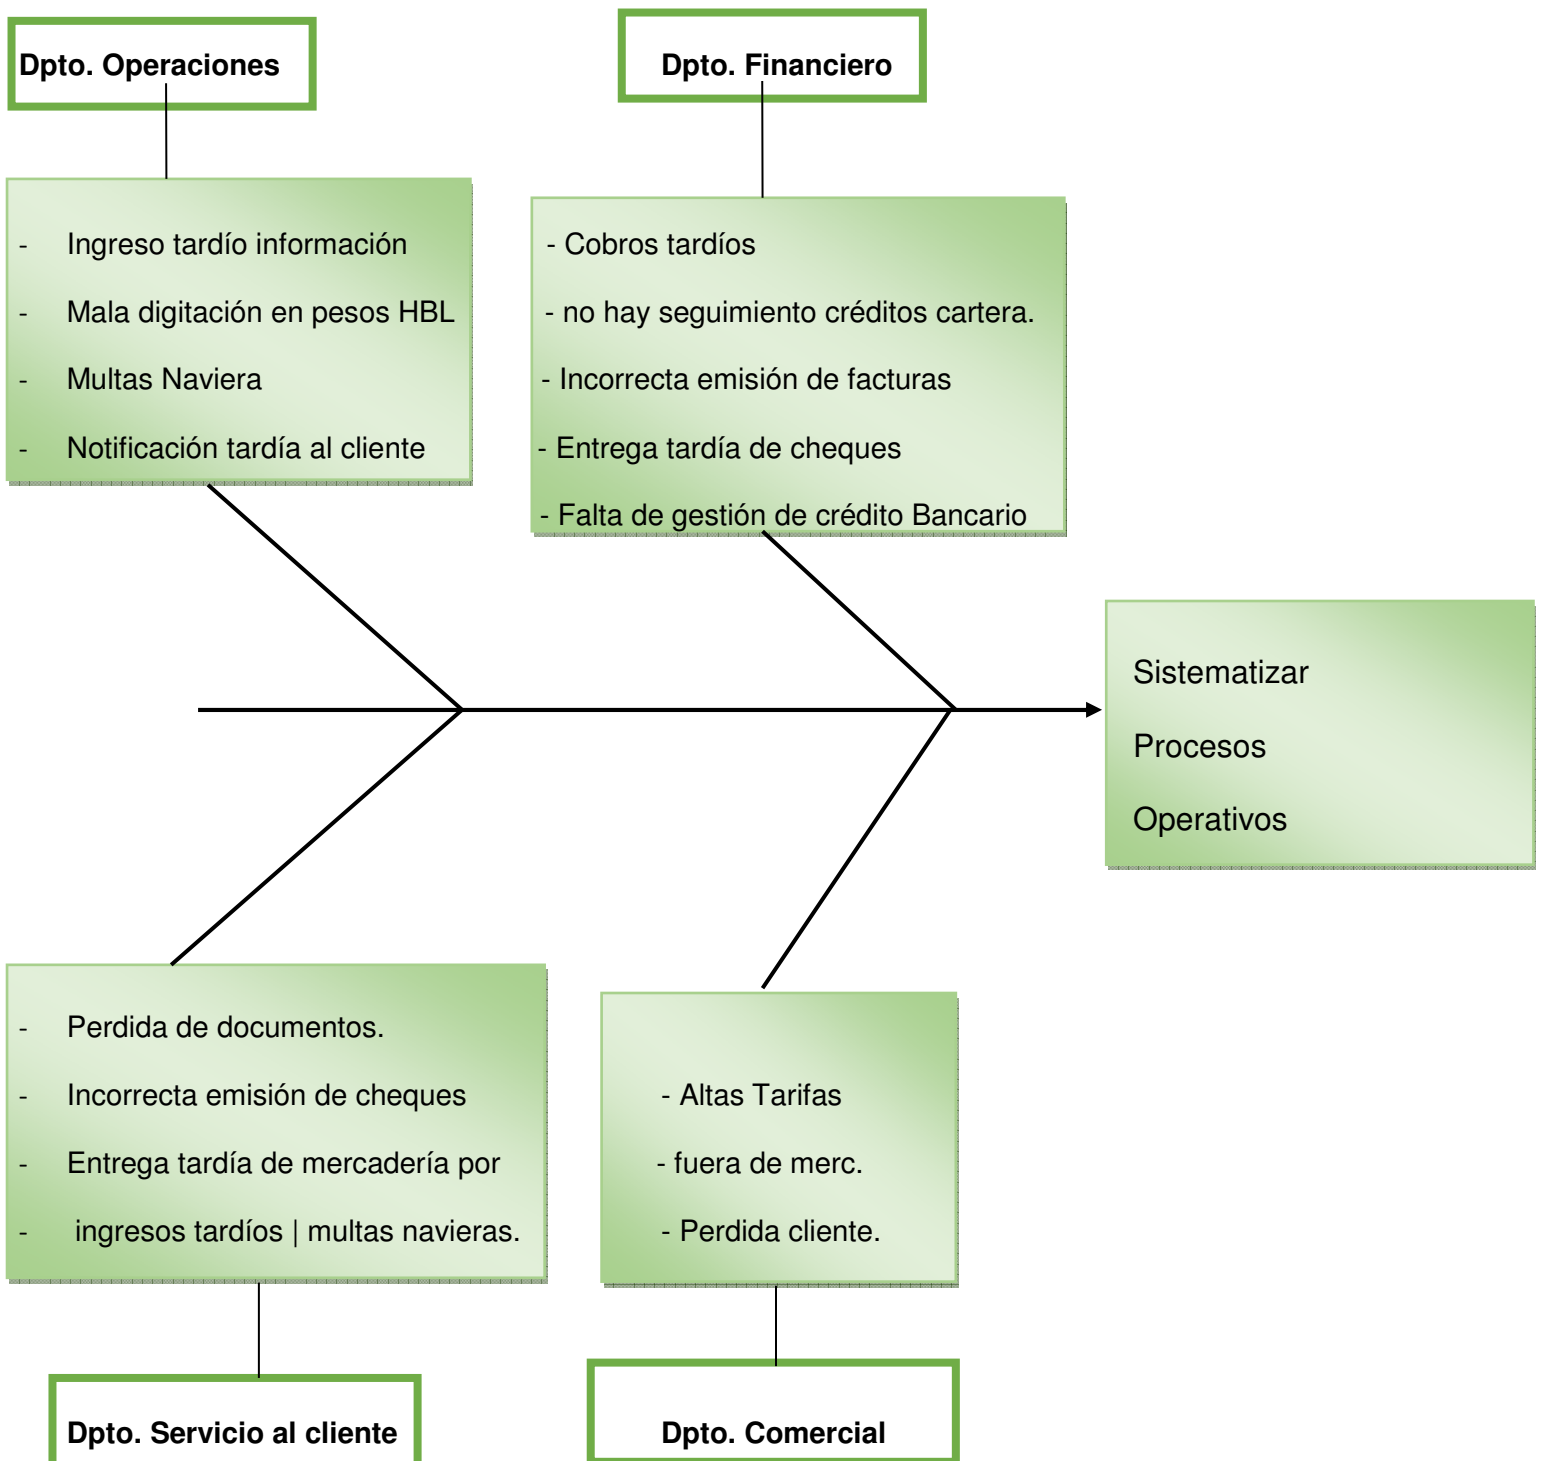 Dpto. Operaciones
Dpto. Financiero
- Ingreso tardío información
- Mala digitación en pesos HBL
- Multas Naviera
- Notificación tardía al cliente
- Cobros tardíos
- no hay seguimiento créditos cartera.
- Incorrecta emisión de facturas
- Entrega tardía de cheques
- Falta de gestión de crédito Bancario
Sistematizar
Procesos
Operativos
- Perdida de documentos.
- Incorrecta emisión de cheques
- Entrega tardía de mercadería por
- ingresos tardíos | multas navieras.
- Altas Tarifas
- fuera de merc.
- Perdida cliente.
Dpto. Servicio al cliente
Dpto. Comercial